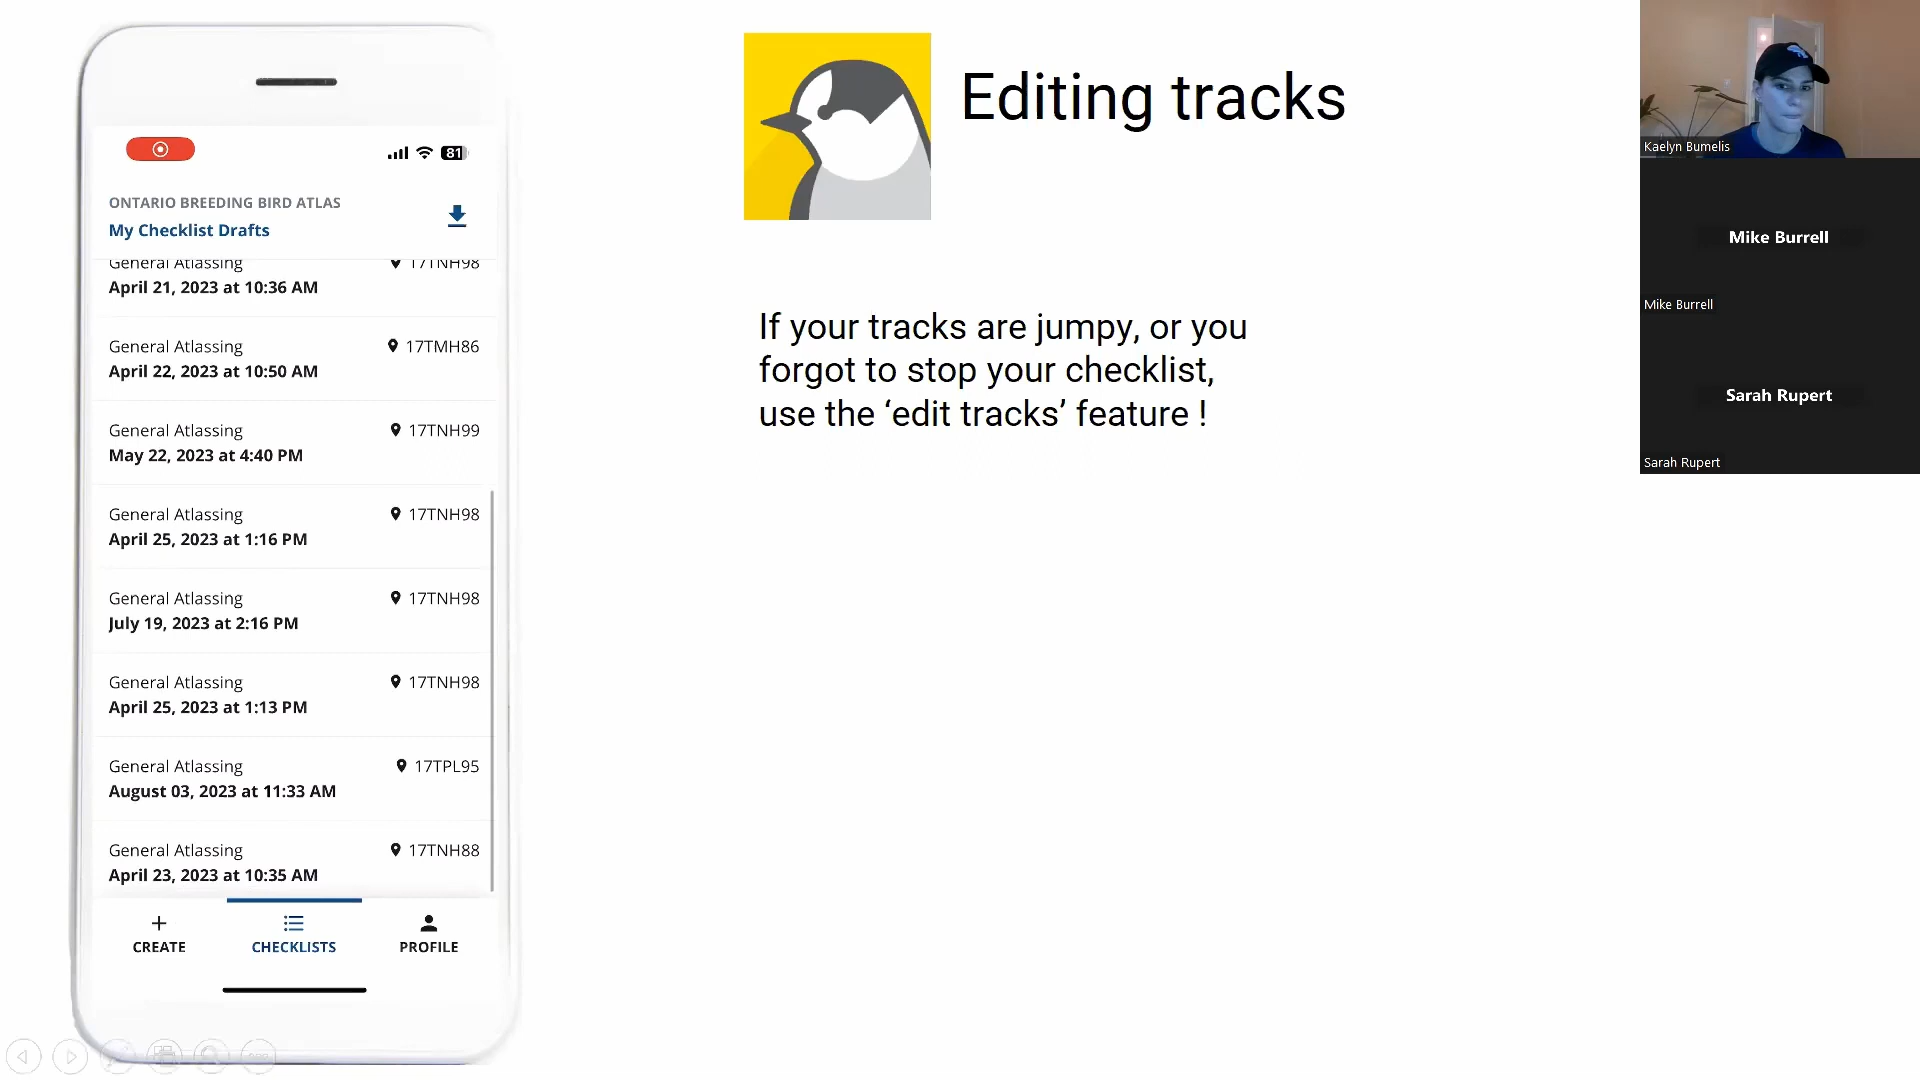 81
ONTARIO BREEDING BIRD ATLAS
My Checklist Drafts
General Atlassing
17TNH98
April 21, 2023 at 10:36 AM
General Atlassing
17TMH86
April 22, 2023 at 10:50 AM
General Atlassing
17TNH99
May 22, 2023 at 4:40 PM
General Atlassing
17TNH98
April 25, 2023 at 1:16 PM
General Atlassing
17TNH98
July 19, 2023 at 2:16 PM
General Atlassing
17TNH98
April 25, 2023 at 1:13 PM
General Atlassing
17TPL95
August 03, 2023 at 11:33 AM
General Atlassing
17TNH88
April 23, 2023 at 10:35 AM
CREATE
CHECKLISTS
PROFILE
Editing tracks
If your tracks are jumpy, or you
forgot to stop your checklist,
use the ‘edit tracks’ feature !
Kaelyn Bumelis
Mike Burrell
Mike Burrell
Sarah Rupert
Sarah Rupert